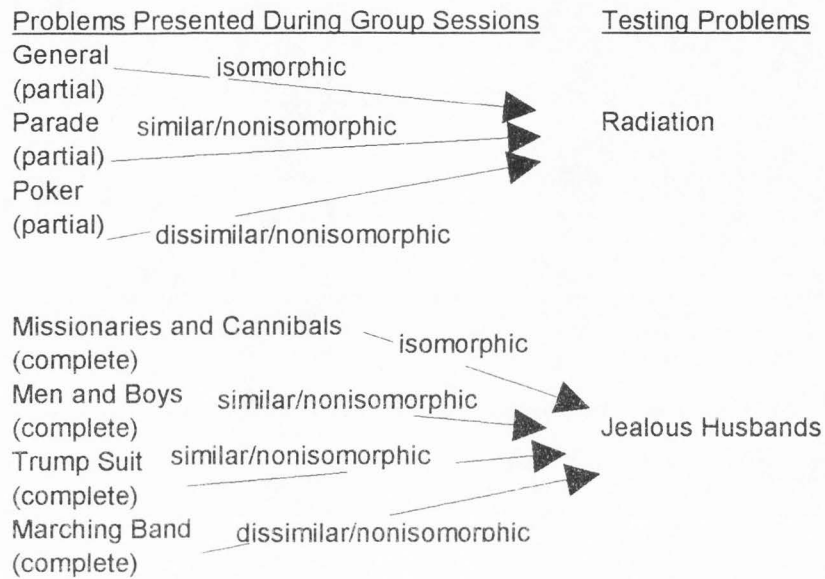 Problems Presented During Group Sessions Testing Problems
General isomorphic
(partial)
Parade similar/nonisomorphic Radiation
(partial)
Poker
(partial) dissimilar/nonisomorphic
Missionaries and Cannibals isomorphic
(complete)
Men and Boys similar/nonisomorphic
(complete) Jealous Husbands
Trump Suit similar/nonisomorphic
(complete)
Marching Band dissimilar/nonisomorphic
(complete)